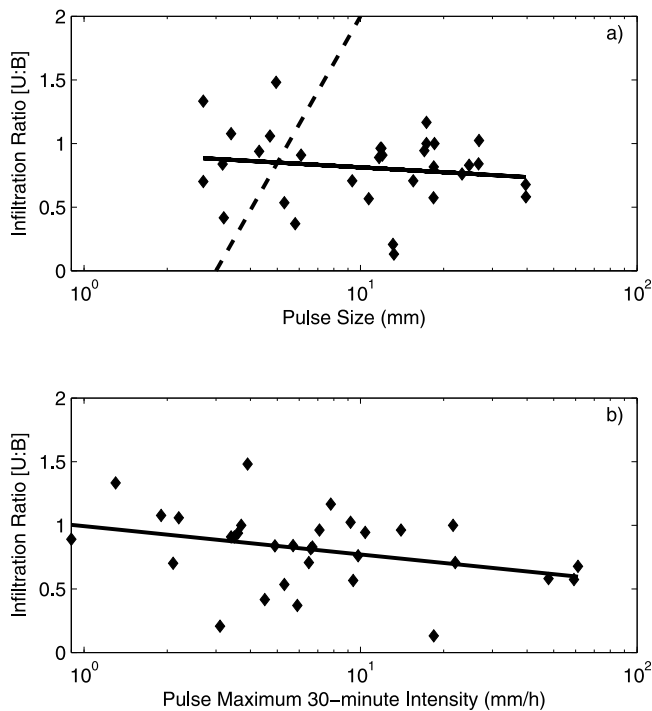 a)
2
1.5
1
0.5
0
Infiltration Ratio [U:B]
10^0
10^1
10^2
Pulse Size (mm)
b)
2
1.5
1
0.5
0
Infiltration Ratio [U:B]
10^0
10^1
10^2
Pulse Maximum 30−minute Intensity (mm/h)